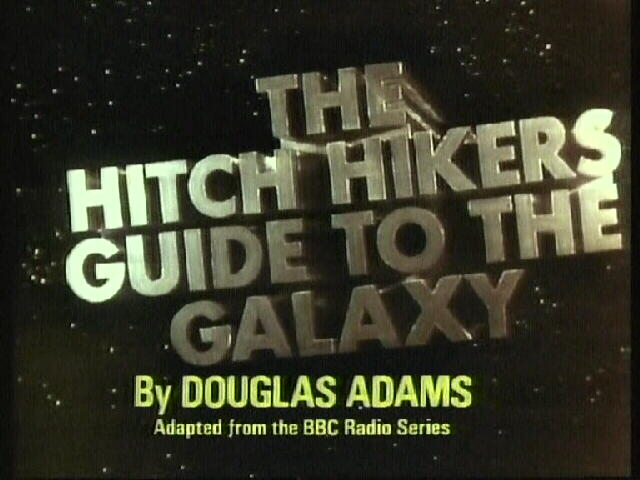 THE
HITCH HIKERS
GUIDE TO THE
GALAXY
By DOUGLAS ADAMS
Adapted from the BBC Radio Series